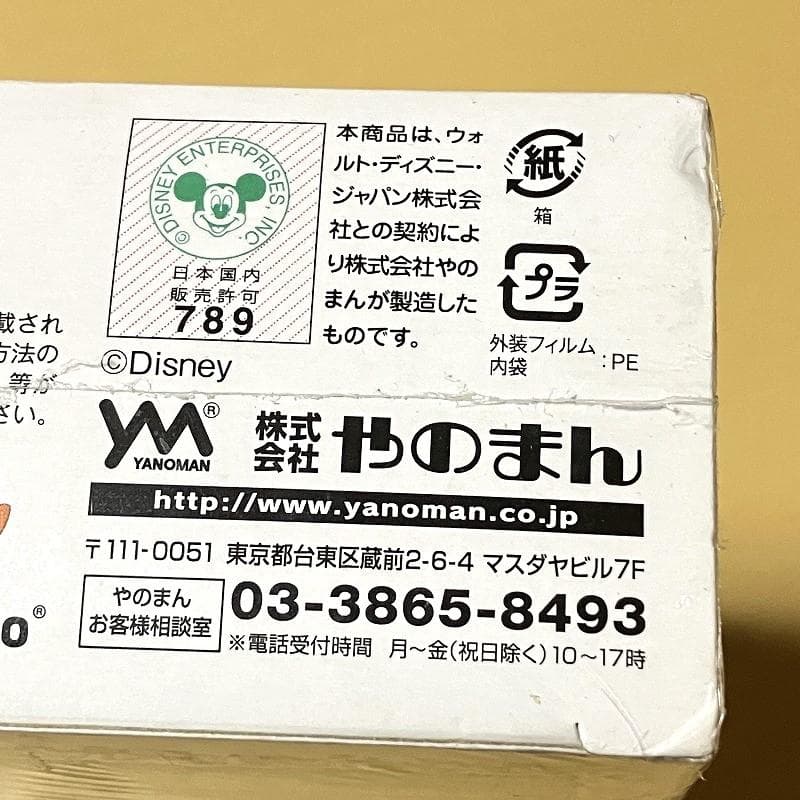 ©DISNEY ENTERPRISES, INC
日本国内
販売許可
789
©Disney
本商品は、ウォ
ルト・ディズニー・
ジャパン株式会
社との契約によ
り株式会社やの
まんが製造した
ものです。
紙
箱
プラ
外装フィルム
内袋
:PE
載され
方法の
等が
さい。
YM®
YANOMAN
株式
会社
やのまん
http://www.yanoman.co.jp
〒111-0051 東京都台東区蔵前2-6-4 マスダヤビル7F
やのまん
お客様相談室
03-3865-8493
※電話受付時間 月〜金(祝日除く)10〜17時
o®